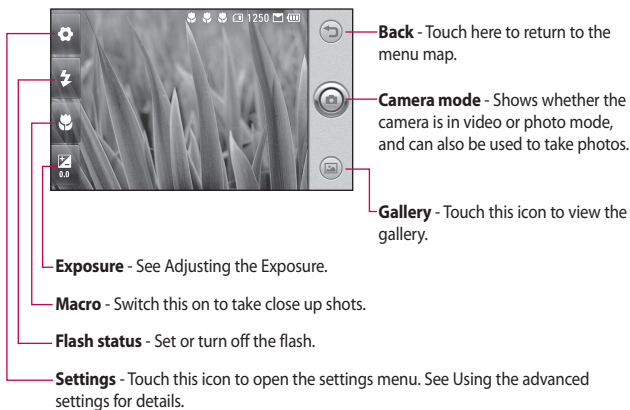 1250
0.0
Back - Touch here to return to the
menu map.
Camera mode - Shows whether the
camera is in video or photo mode,
and can also be used to take photos.
Gallery - Touch this icon to view the
gallery.
Exposure - See Adjusting the Exposure.
Macro - Switch this on to take close up shots.
Flash status - Set or turn off the flash.
Settings - Touch this icon to open the settings menu. See Using the advanced
settings for details.